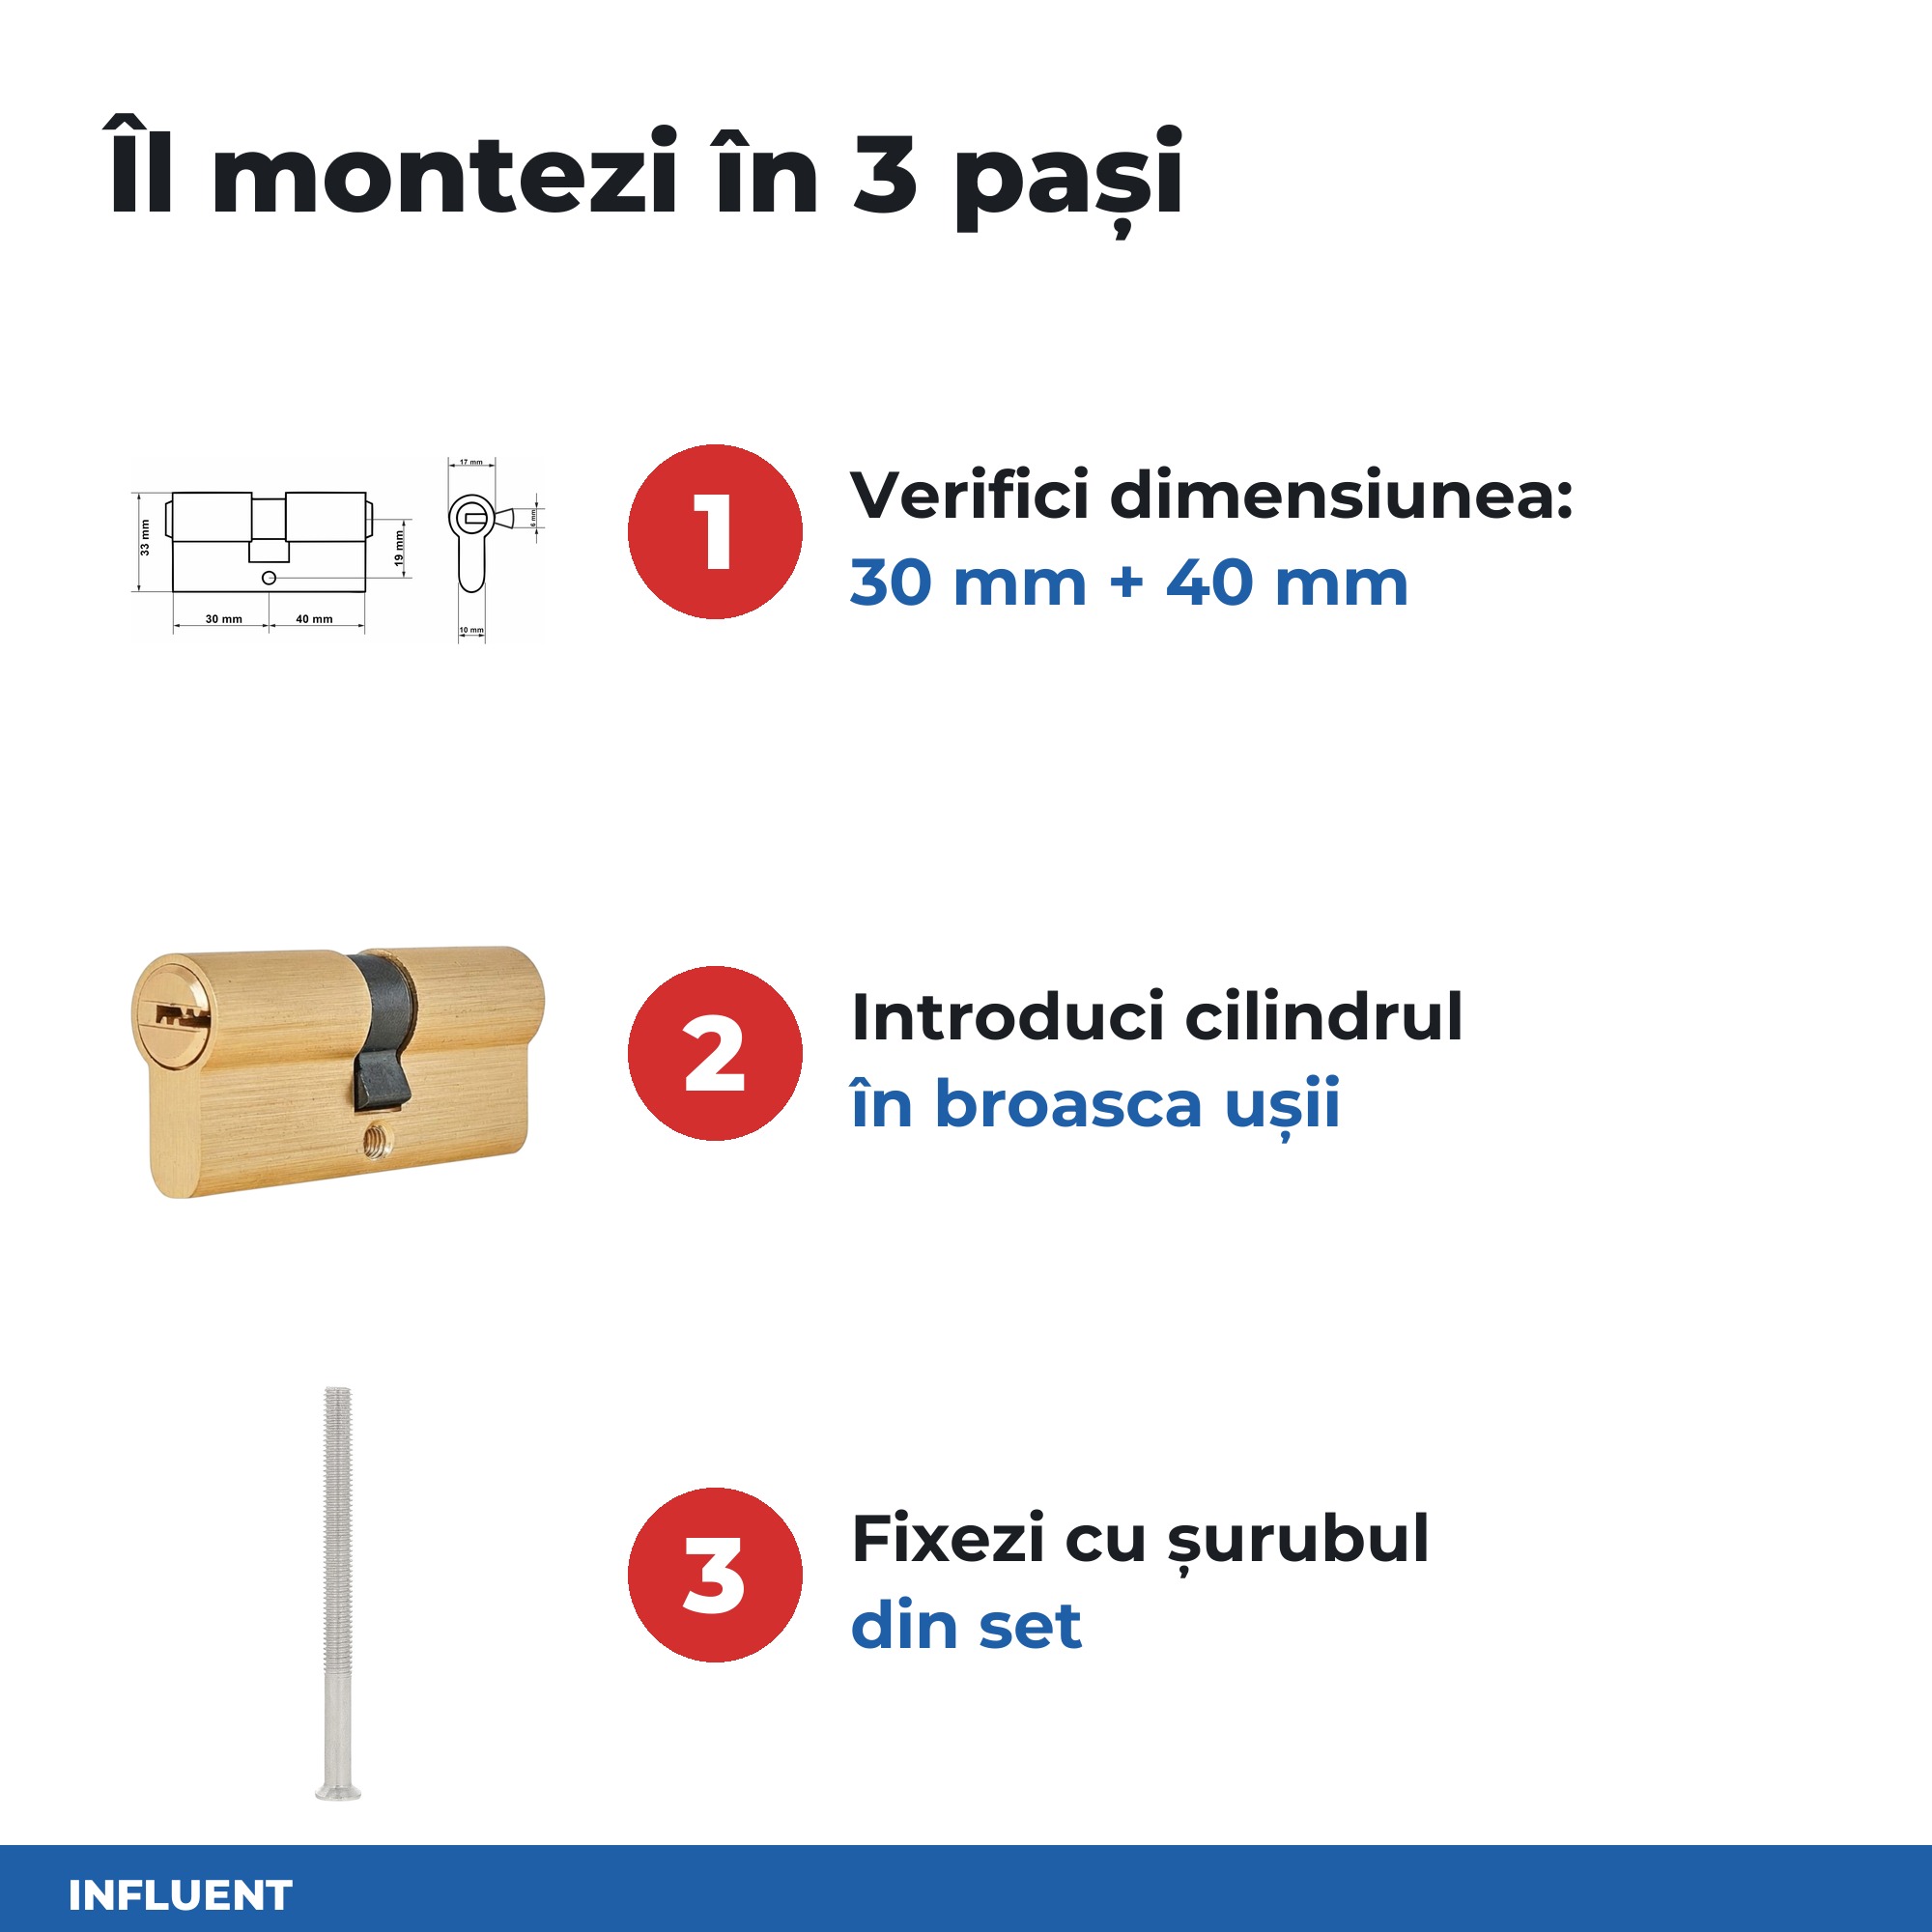 Îl montezi în 3 pași
17 mm
33 mm
19 mm
6 mm
30 mm
40 mm
10 mm
1
Verifici dimensiunea:
30 mm + 40 mm
2
Introduci cilindrul
în broasca ușii
3
Fixezi cu șurubul
din set
INFLUENT